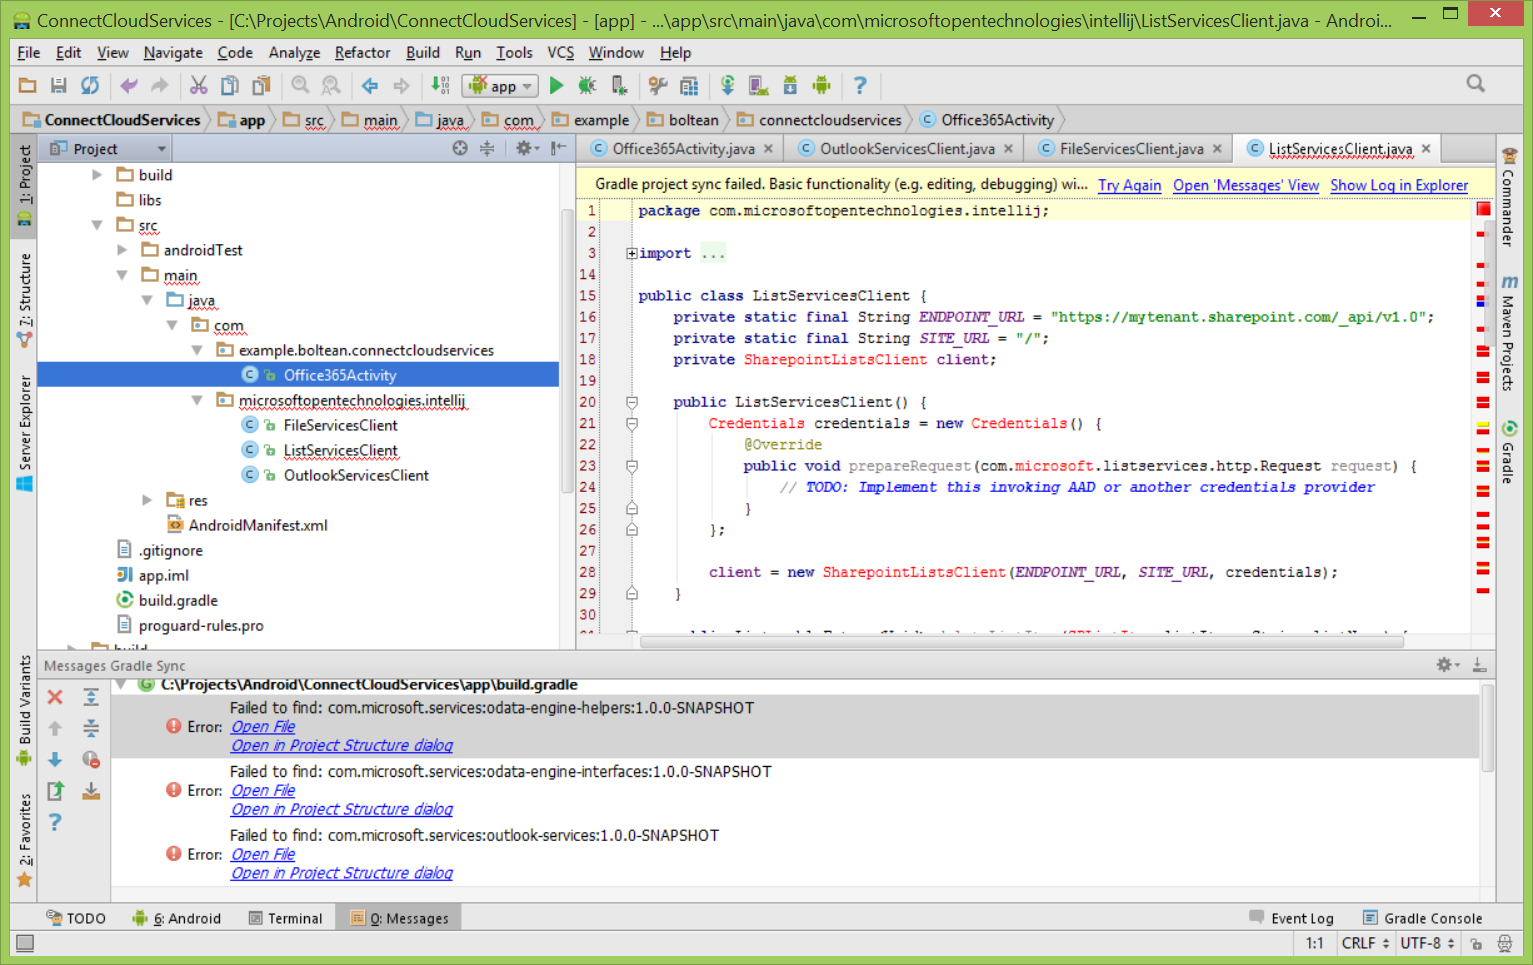 ConnectCloudServices - [C:\Projects\Android\ConnectCloudServices] - [app] - ...\app\src\main\java\com\microsoftopentechnologies\intellij\ListServicesClient.java - Androi...
File Edit View Navigate Code Analyze Refactor Build Run Tools VCS Window Help
app
ConnectCloudServices app src main java com example boltean connectcloudservices Office365Activity
1: Project
7: Structure
Server Explorer
Build Variants
2: Favorites
Project
build
libs
src
androidTest
main
java
com
example.boltean.connectcloudservices
Office365Activity
microsoftopentechnologies.intellij
FileServicesClient
ListServicesClient
OutlookServicesClient
res
AndroidManifest.xml
.gitignore
app.iml
build.gradle
proguard-rules.pro
build
Office365Activity.java OutlookServicesClient.java FileServicesClient.java ListServicesClient.java
Gradle project sync failed. Basic functionality (e.g. editing, debugging) wi... Try Again Open 'Messages' View Show Log in Explorer
1 package com.microsoftopentechnologies.intellij;
2
3 import ...
14
15 public class ListServicesClient {
16 private static final String ENDPOINT_URL = "https://mytenant.sharepoint.com/_api/v1.0";
17 private static final String SITE_URL = "/";
18 private SharepointListsClient client;
19
20 public ListServicesClient() {
21 Credentials credentials = new Credentials() {
22 @Override
23 public void prepareRequest(com.microsoft.listservices.http.Request request) {
24 // TODO: Implement this invoking AAD or another credentials provider
25 }
26 };
27
28 client = new SharepointListsClient(ENDPOINT_URL, SITE_URL, credentials);
29 }
30
Commander
Maven Projects
Gradle
Messages Gradle Sync
C:\Projects\Android\ConnectCloudServices\app\build.gradle
Failed to find: com.microsoft.services:odata-engine-helpers:1.0.0-SNAPSHOT
Error: Open File
Open in Project Structure dialog
Failed to find: com.microsoft.services:odata-engine-interfaces:1.0.0-SNAPSHOT
Error: Open File
Open in Project Structure dialog
Failed to find: com.microsoft.services:outlook-services:1.0.0-SNAPSHOT
Error: Open File
Open in Project Structure dialog
TODO 6: Android Terminal 0: Messages Event Log Gradle Console
1:1 CRLF UTF-8